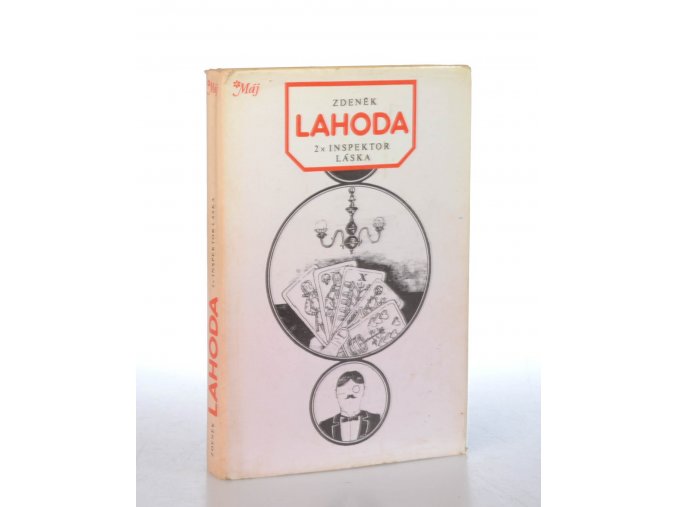 Máj
ZDENĚK
LAHODA
2× INSPEKTOR
LÁSKA
X
Máj
ZDENĚK LAHODA 2× INSPEKTOR LÁSKA